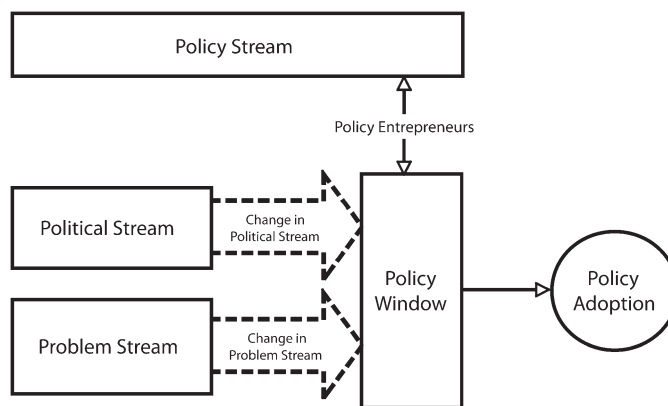 Policy Stream
Policy Entrepreneurs
Political Stream
Change in
Political Stream
Policy
Window
Policy
Adoption
Problem Stream
Change in
Problem Stream